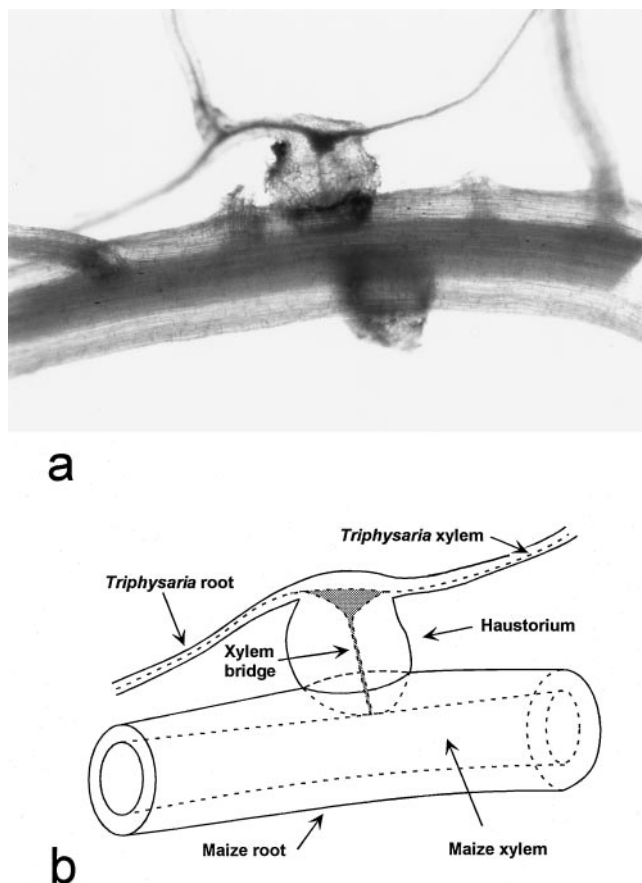 a
Triphysaria xylem
Triphysaria root
Haustorium
Xylem
bridge
Maize root
Maize xylem
b